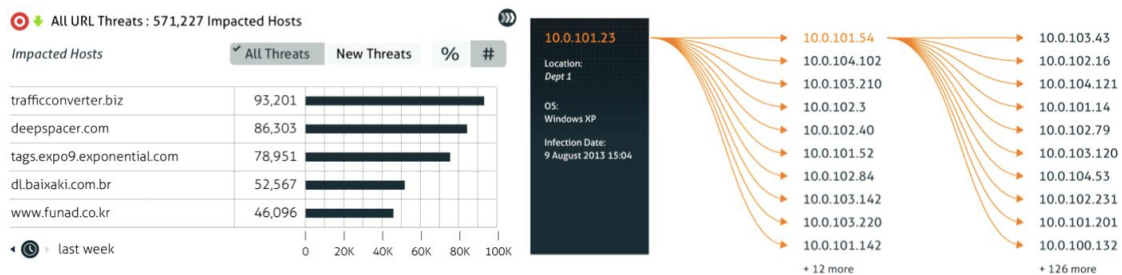 All URL Threats : 571,227 Impacted Hosts
Impacted Hosts
All Threats New Threats % #
trafficconverter.biz 93,201
deepspacer.com 86,303
tags.expo9.exponential.com 78,951
dl.baixaki.com.br 52,567
www.funad.co.kr 46,096
last week
0 20K 40K 60K 80K 100K
10.0.101.23
Location:
Dept 1
OS:
Windows XP
Infection Date:
9 August 2013 15:04
10.0.101.54
10.0.104.102
10.0.103.210
10.0.102.3
10.0.102.40
10.0.101.52
10.0.102.84
10.0.103.142
10.0.103.220
10.0.101.142
+ 12 more
10.0.103.43
10.0.102.16
10.0.104.121
10.0.101.14
10.0.102.79
10.0.103.120
10.0.104.53
10.0.102.231
10.0.101.201
10.0.100.132
+ 126 more